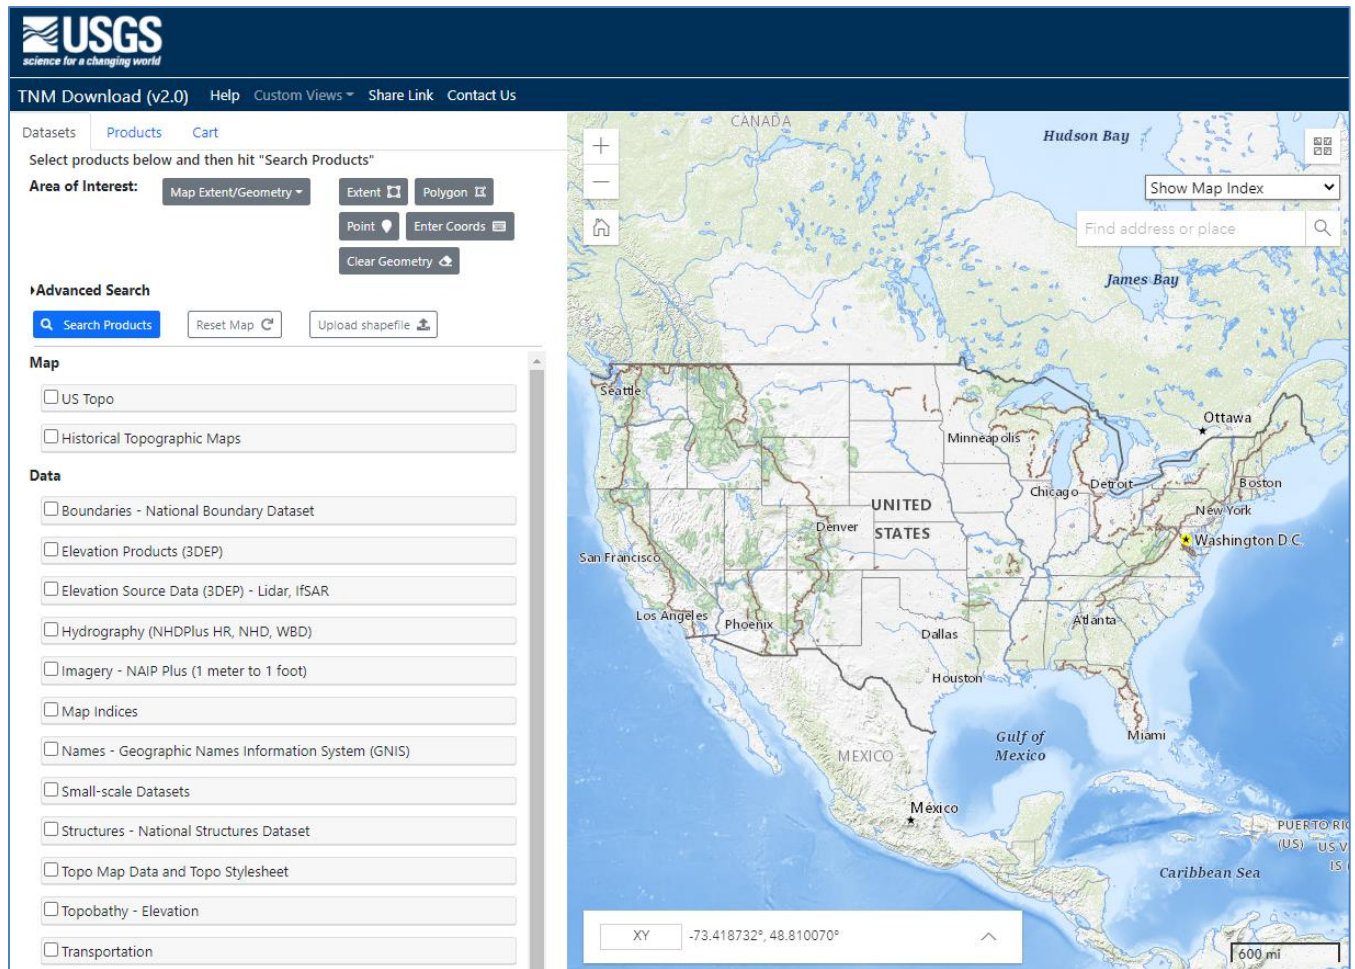 USGS
science for a changing world
TNM Download (v2.0) Help Custom Views Share Link Contact Us
Datasets Products Cart
Select products below and then hit "Search Products"
Area of Interest: Map Extent/Geometry Extent Polygon
Point Enter Coords
Clear Geometry
Advanced Search
Search Products Reset Map Upload shapefile
Map
US Topo
Historical Topographic Maps
Data
Boundaries - National Boundary Dataset
Elevation Products (3DEP)
Elevation Source Data (3DEP) - Lidar, IfSAR
Hydrography (NHDPlus HR, NHD, WBD)
Imagery - NAIP Plus (1 meter to 1 foot)
Map Indices
Names - Geographic Names Information System (GNIS)
Small-scale Datasets
Structures - National Structures Dataset
Topo Map Data and Topo Stylesheet
Topobathy - Elevation
Transportation
CANADA
Hudson Bay
Show Map Index
Find address or place
James Bay
Seattle
Ottawa
Minneapolis
Chicago
Detroit
Boston
UNITED
STATES
New York
Denver
Washington D.C.
San Francisco
Los Angeles
Phoenix
Dallas
Atlanta
Houston
Gulf of
Mexico
Miami
MEXICO
México
PUERTO RI
(US) US V
IS
Caribbean Sea
XY -73.418732°, 48.810070°
600 mi